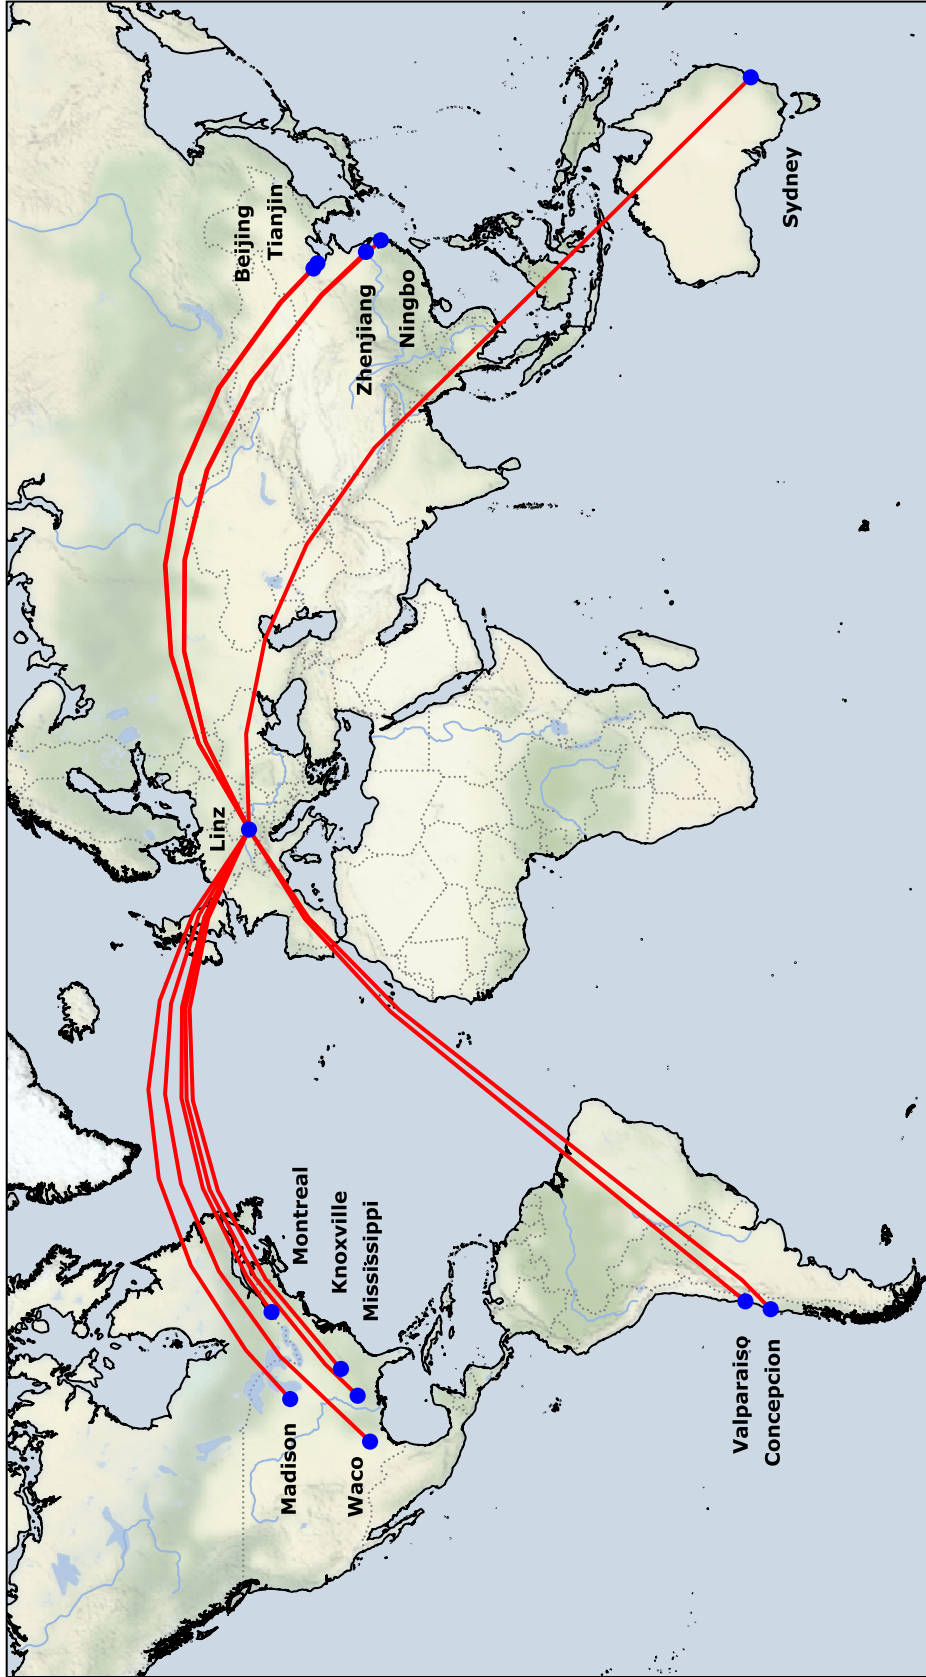 Linz
Beijing
Tianjin
Zhenjiang
Ningbo
Montreal
Knoxville
Mississippi
Madison
Waco
Sydney
Valparaiso
Concepcion